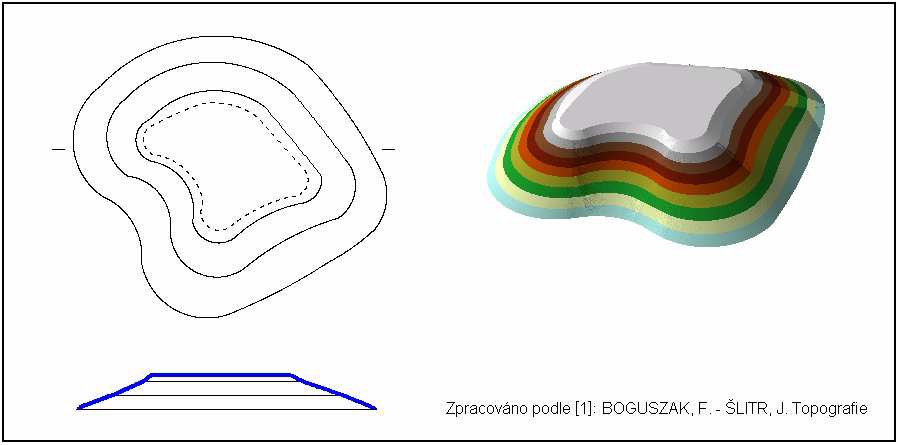 Zpracováno podle [1]: BOGUSZAK, F. - ŠLITR, J. Topografie